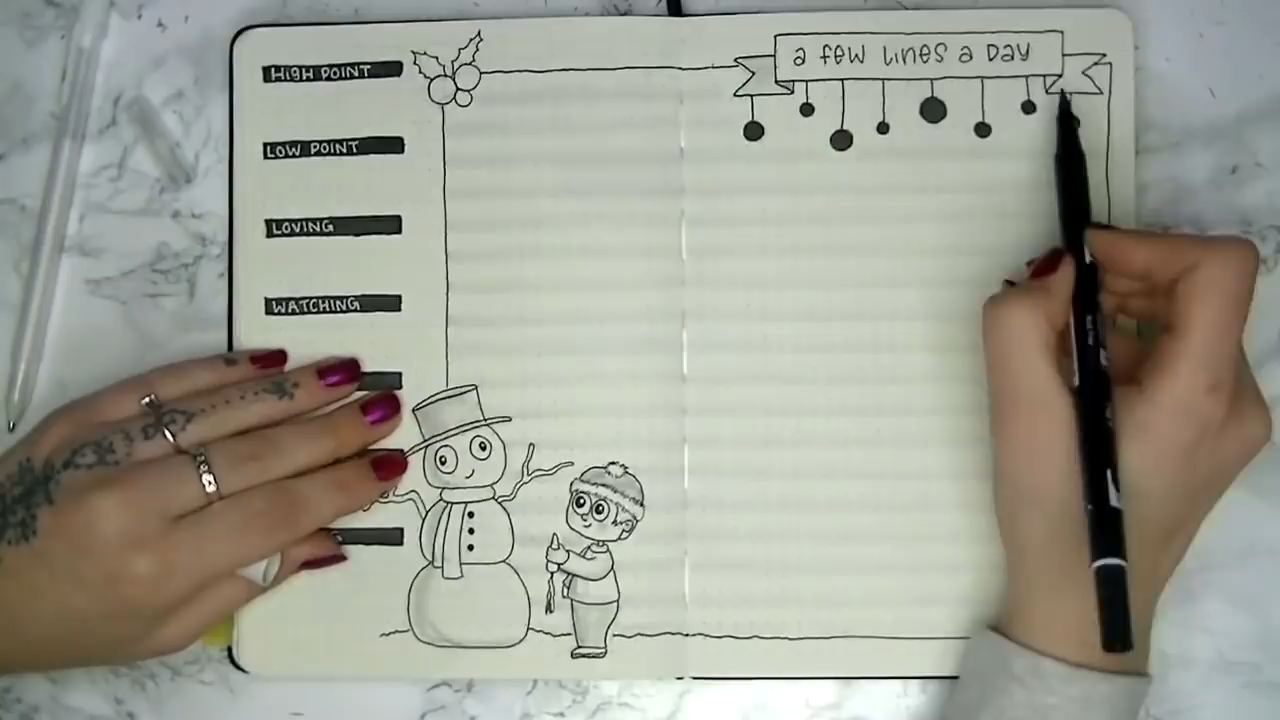 HIGH POINT
LOW POINT
LOVING
WATCHING
a few lines a day